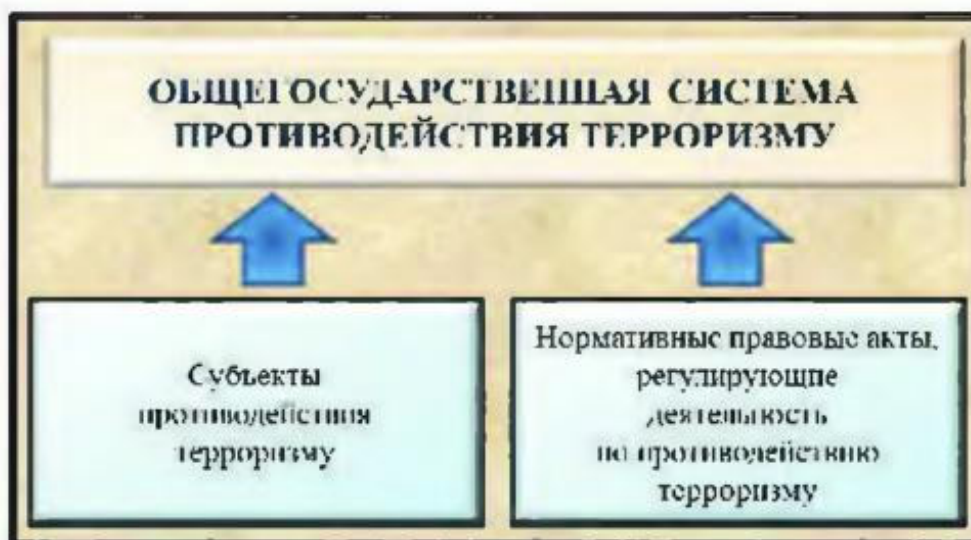 ОБЩЕГОСУДАРСТВЕННАЯ СИСТЕМА
ПРОТИВОДЕЙСТВИЯ ТЕРРОРИЗМУ
Субъекты
противодействия
терроризму
Нормативные правовые акты,
регулирующие
деятельность
по противодействию
терроризму